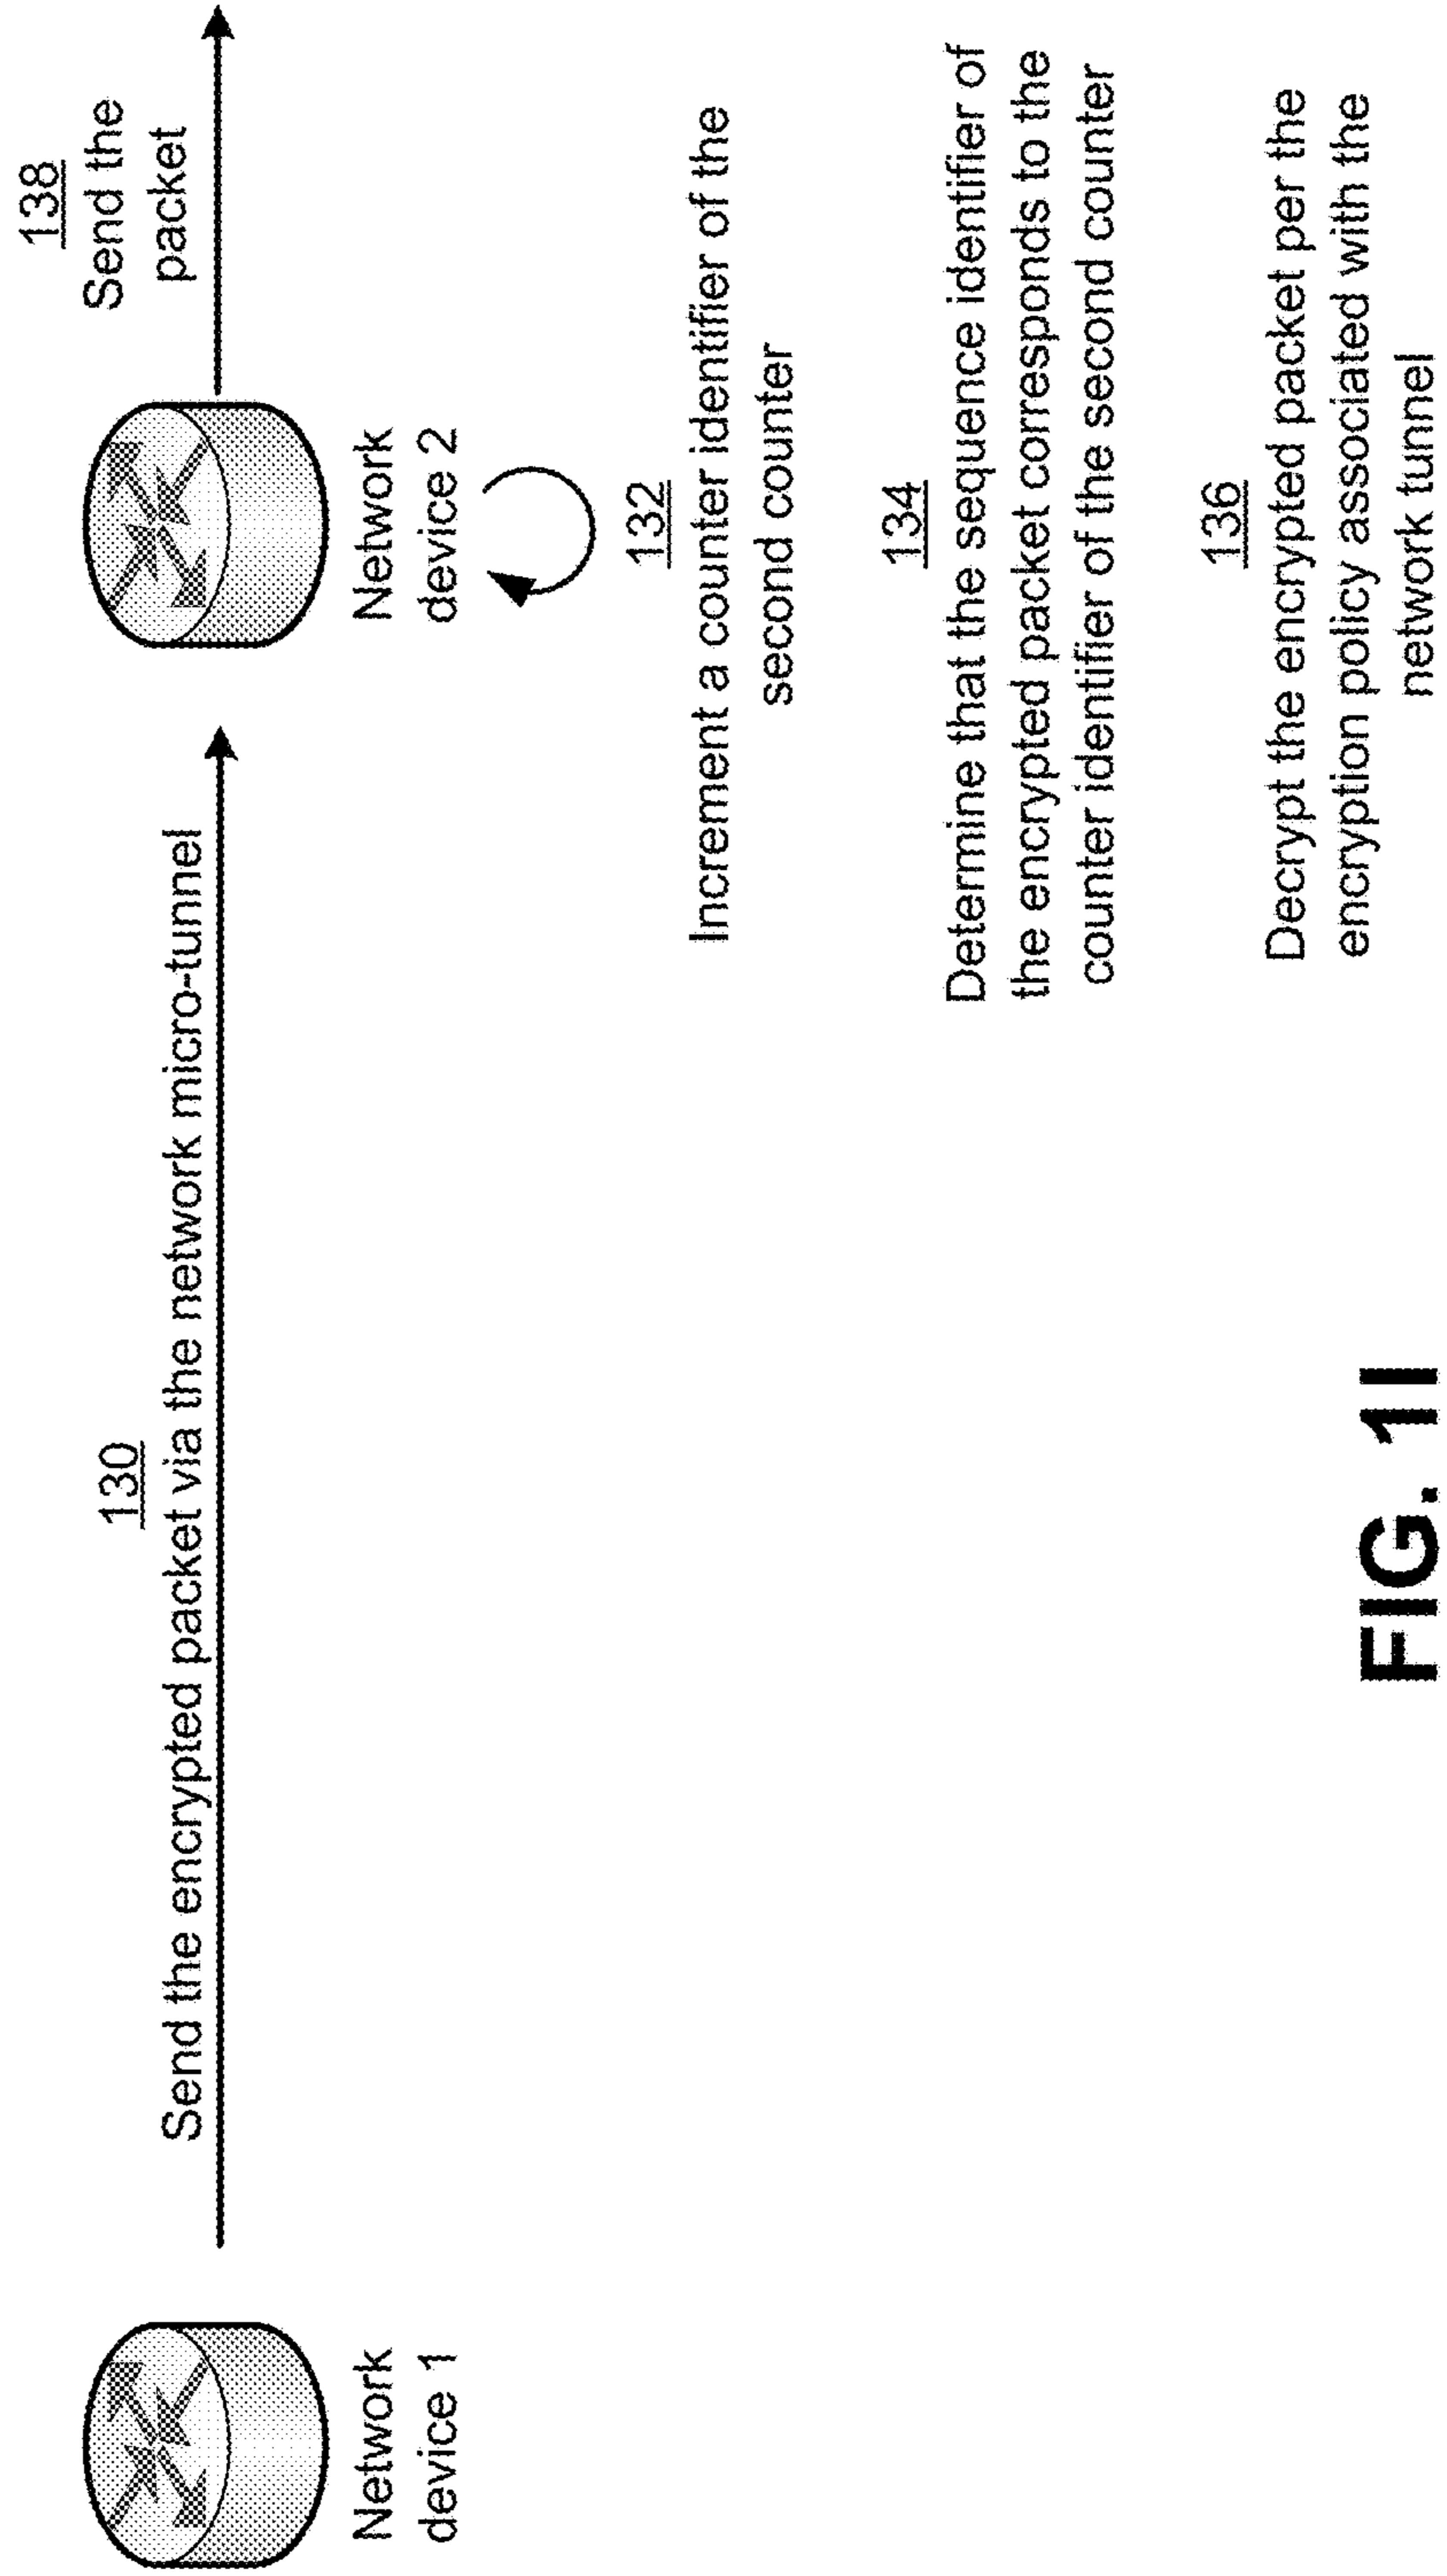 130
Send the encrypted packet via the network micro-tunnel
138
Send the
packet
Network
device 1
Network
device 2
132
Increment a counter identifier of the
second counter
134
Determine that the sequence identifier of
the encrypted packet corresponds to the
counter identifier of the second counter
136
Decrypt the encrypted packet per the
encryption policy associated with the
network tunnel
FIG. 1I